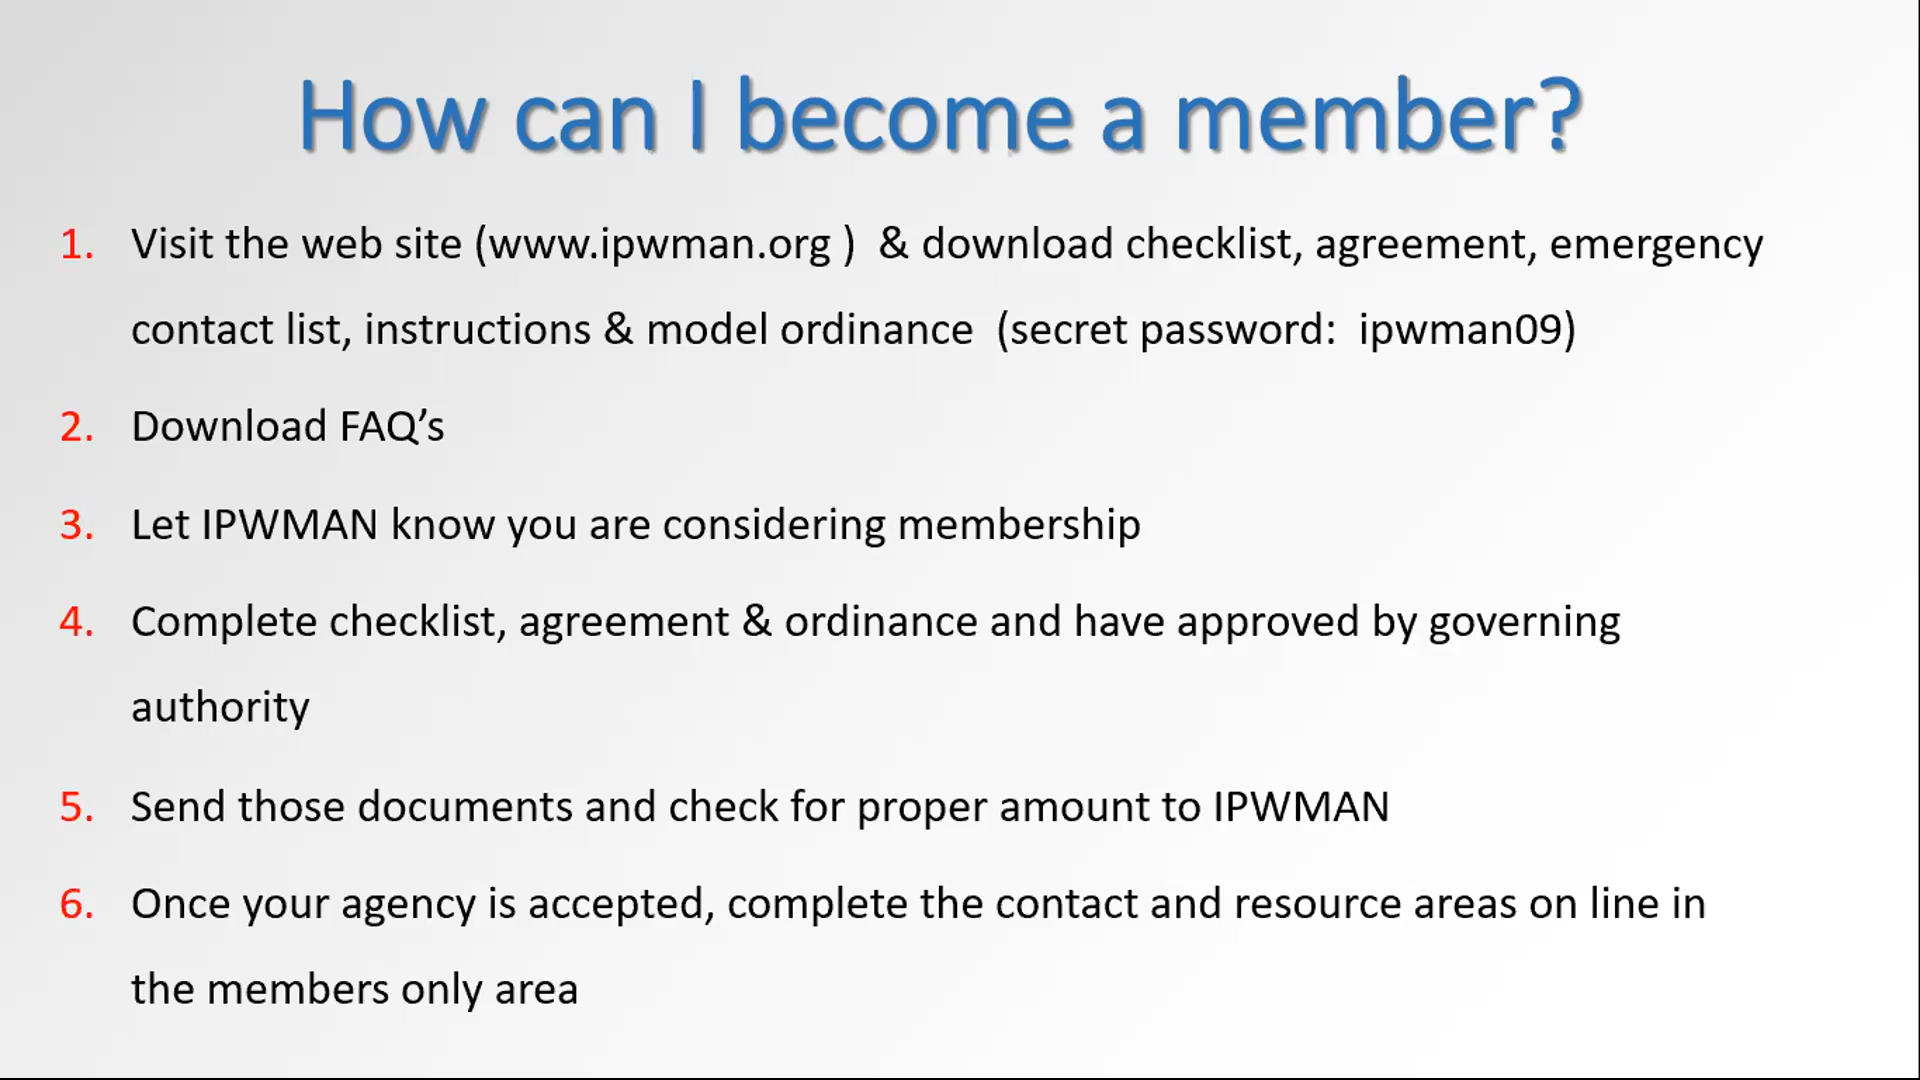 How can I become a member?
1. Visit the web site (www.ipwman.org )  & download checklist, agreement, emergency
contact list, instructions & model ordinance  (secret password:  ipwman09)
2. Download FAQ’s
3. Let IPWMAN know you are considering membership
4. Complete checklist, agreement & ordinance and have approved by governing
authority
5. Send those documents and check for proper amount to IPWMAN
6. Once your agency is accepted, complete the contact and resource areas on line in
the members only area